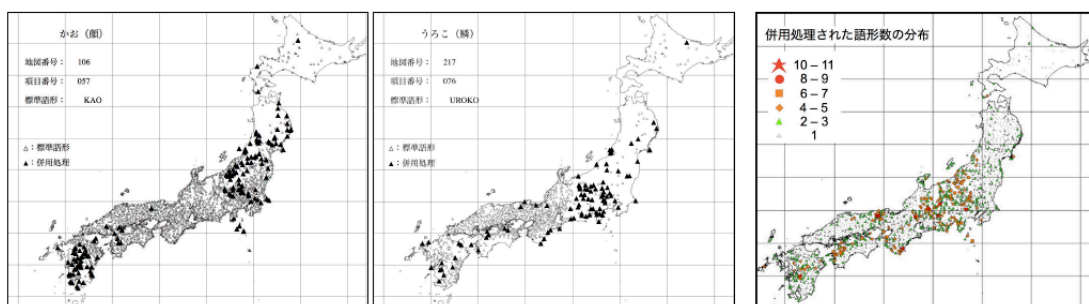 かお（顔）
地図番号： 106
項目番号： 057
標準語形： KAO
△：標準語形
▲：併用処理
うろこ（鱗）
地図番号： 217
項目番号： 076
標準語形： UROKO
△：標準語形
▲：併用処理
併用処理された語形数の分布
10 – 11
8 – 9
6 – 7
4 – 5
2 – 3
1